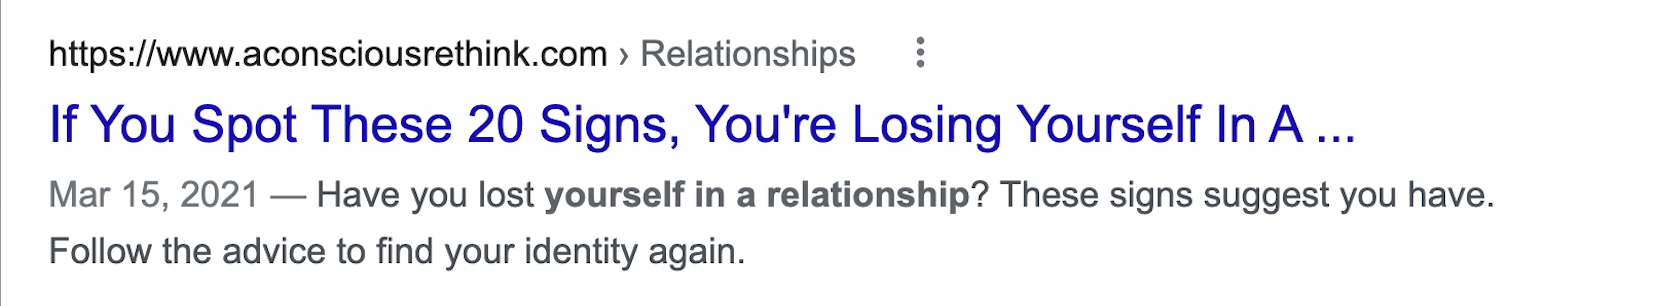 https://www.aconsciousrethink.com › Relationships
If You Spot These 20 Signs, You're Losing Yourself In A ...
Mar 15, 2021 — Have you lost yourself in a relationship? These signs suggest you have.
Follow the advice to find your identity again.